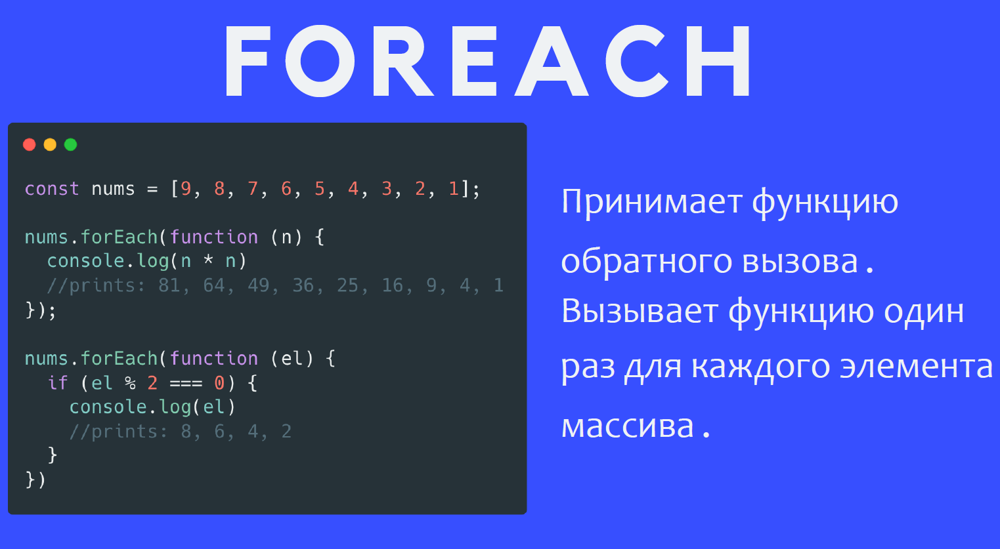 FOREACH
const nums = [9, 8, 7, 6, 5, 4, 3, 2, 1];
nums.forEach(function (n) {
  console.log(n * n)
  //prints: 81, 64, 49, 36, 25, 16, 9, 4, 1
});
nums.forEach(function (el) {
  if (el % 2 === 0) {
    console.log(el)
    //prints: 8, 6, 4, 2
  }
})
Принимает функцию
обратного вызова.
Вызывает функцию один
раз для каждого элемента
массива.